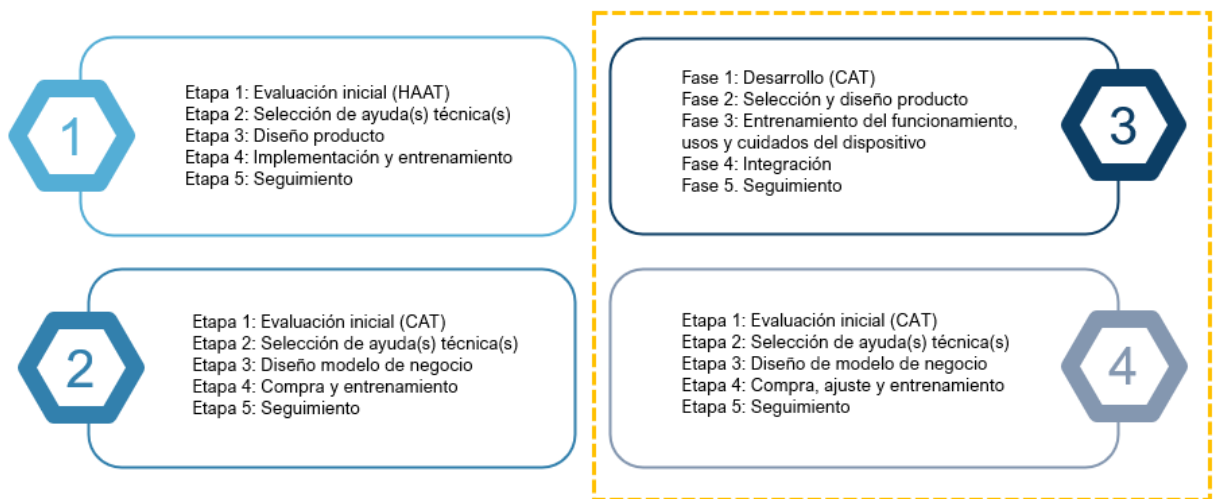 1
Etapa 1: Evaluación inicial (HAAT)
Etapa 2: Selección de ayuda(s) técnica(s)
Etapa 3: Diseño producto
Etapa 4: Implementación y entrenamiento
Etapa 5: Seguimiento
2
Etapa 1: Evaluación inicial (CAT)
Etapa 2: Selección de ayuda(s) técnica(s)
Etapa 3: Diseño modelo de negocio
Etapa 4: Compra y entrenamiento
Etapa 5: Seguimiento
Fase 1: Desarrollo (CAT)
Fase 2: Selección y diseño producto
Fase 3: Entrenamiento del funcionamiento,
usos y cuidados del dispositivo
Fase 4: Integración
Fase 5. Seguimiento
3
Etapa 1: Evaluación inicial (CAT)
Etapa 2: Selección de ayuda(s) técnica(s)
Etapa 3: Diseño de modelo de negocio
Etapa 4: Compra, ajuste y entrenamiento
Etapa 5: Seguimiento
4